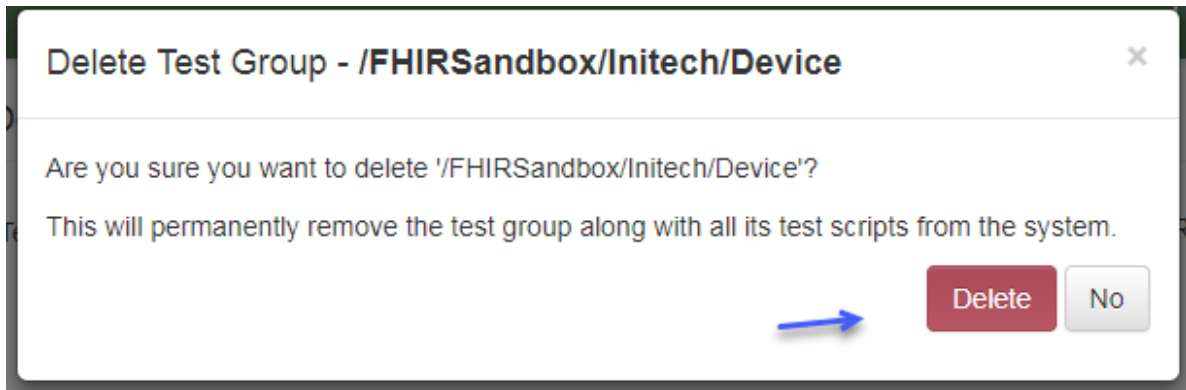 Delete Test Group - /FHIRSandbox/Initech/Device ×
Are you sure you want to delete '/FHIRSandbox/Initech/Device'?
This will permanently remove the test group along with all its test scripts from the system.
Delete No